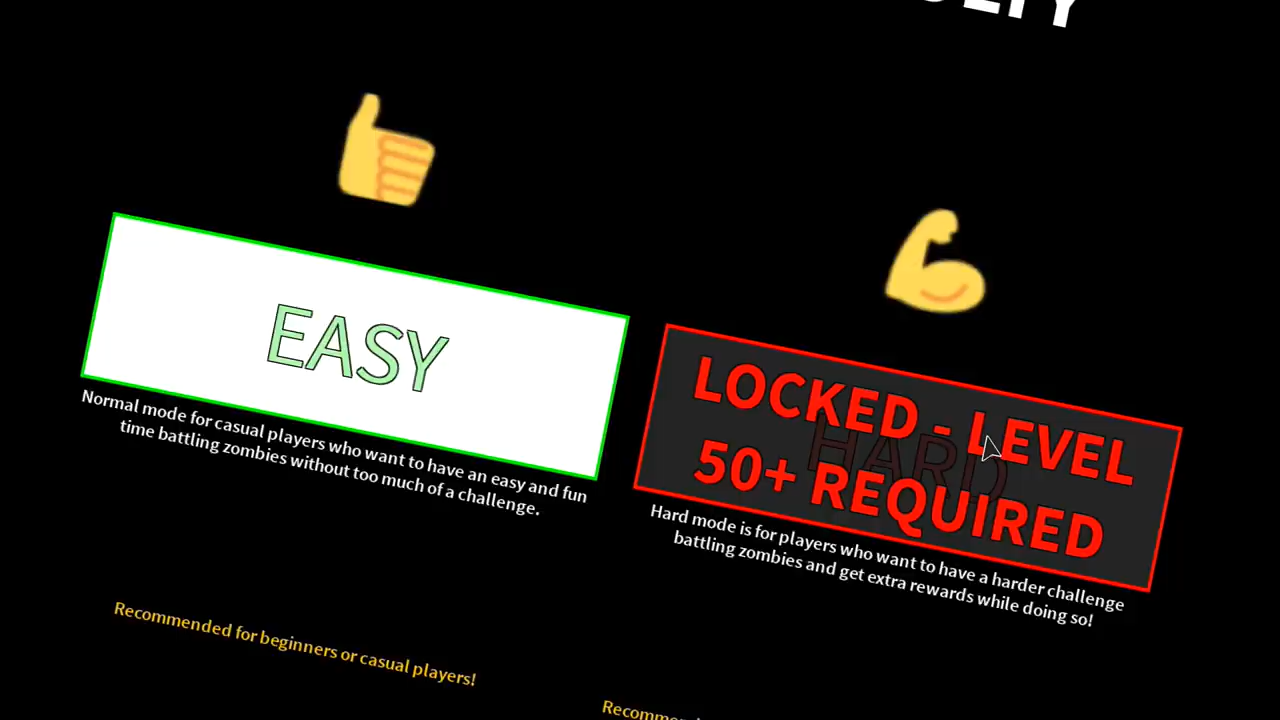 EASY
Normal mode for casual players who want to have an easy and fun
time battling zombies without too much of a challenge.
Recommended for beginners or casual players!
LOCKED - LEVEL
50+ REQUIRED
HARD
Hard mode is for players who want to have a harder challenge
battling zombies and get extra rewards while doing so!